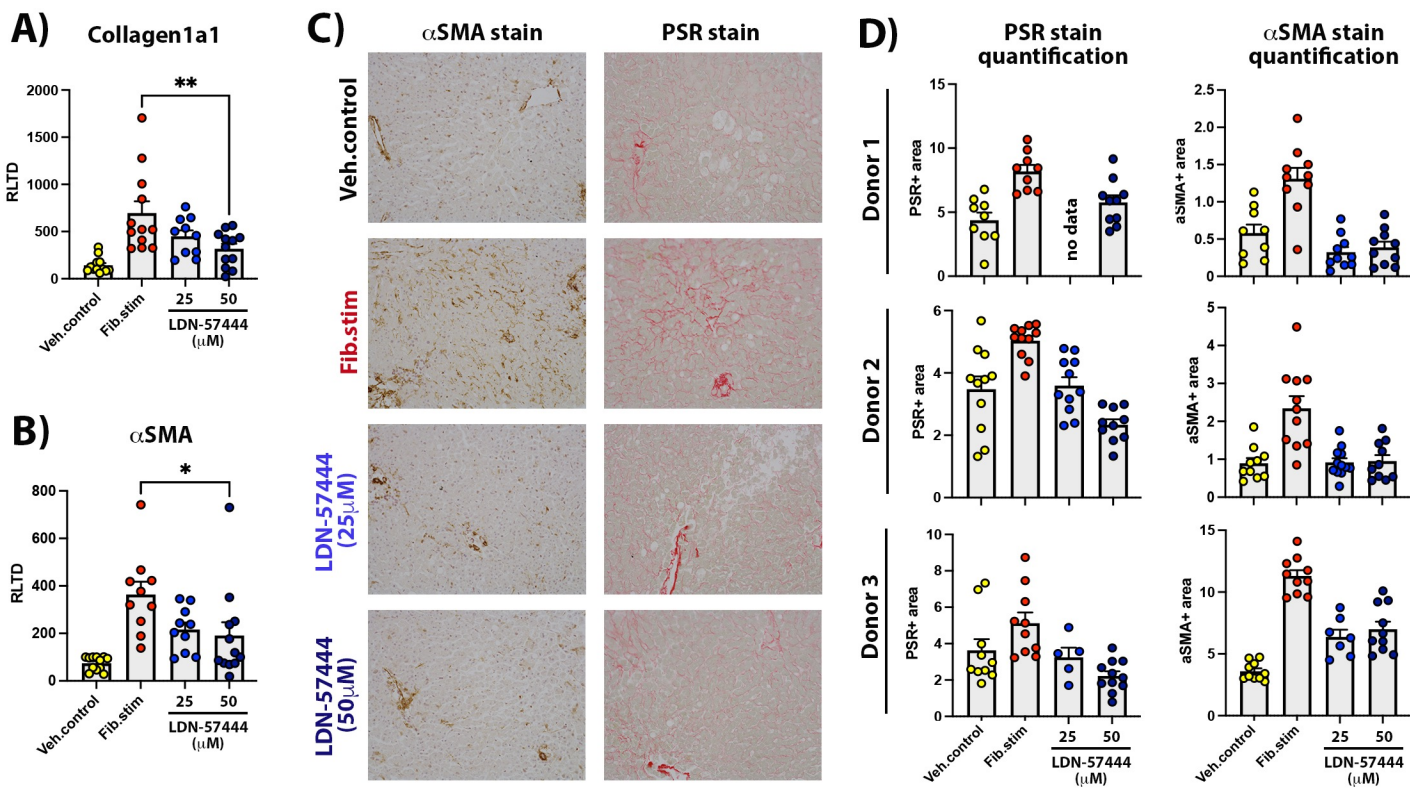 A)
Collagen1a1
**
RLTD
2000
1500
1000
500
0
Veh.control
Fib.stim
25
50
LDN-57444
(μM)
B)
αSMA
*
RLTD
800
600
400
200
0
Veh.control
Fib.stim
25
50
LDN-57444
(μM)
C)
αSMA stain
PSR stain
Veh.control
Fib.stim
LDN-57444
(25μM)
LDN-57444
(50μM)
D)
PSR stain
quantification
αSMA stain
quantification
Donor 1
PSR+ area
15
10
5
0
no data
aSMA+ area
2.5
2.0
1.5
1.0
0.5
0
Donor 2
PSR+ area
6
4
2
0
aSMA+ area
5
4
3
2
1
0
Donor 3
PSR+ area
10
8
6
4
2
0
Veh.control
Fib.stim
25
50
LDN-57444
(μM)
aSMA+ area
15
10
5
0
Veh.control
Fib.stim
25
50
LDN-57444
(μM)